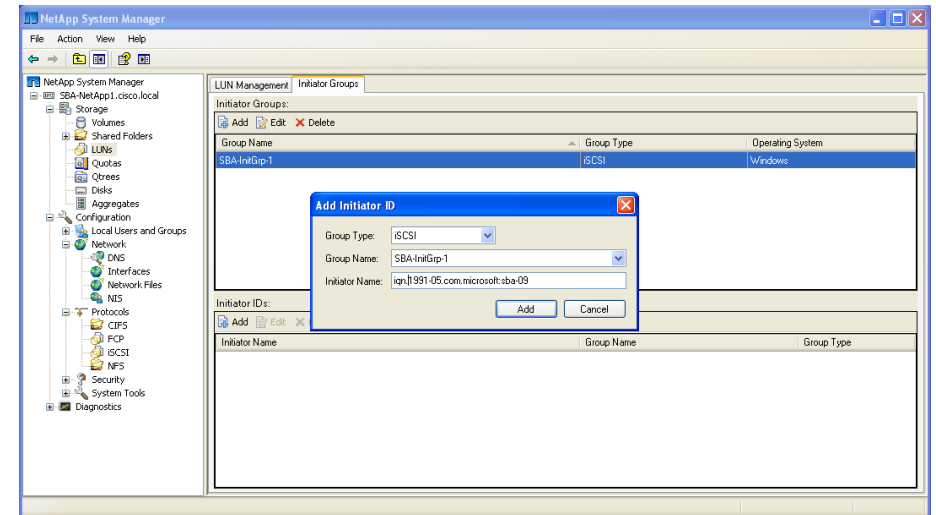 NetApp System Manager
File Action View Help
NetApp System Manager
SBA-NetApp1.cisco.local
Storage
Volumes
Shared Folders
LUNs
Quotas
Qtrees
Disks
Aggregates
Configuration
Local Users and Groups
Network
DNS
Interfaces
Network Files
NIS
Protocols
CIFS
FCP
iSCSI
NFS
Security
System Tools
Diagnostics
LUN Management Initiator Groups
Initiator Groups:
Add Edit Delete
Group Name Group Type Operating System
SBA-InitGrp-1 iSCSI Windows
Add Initiator ID
Group Type: iSCSI
Group Name: SBA-InitGrp-1
Initiator Name: iqn.1991-05.com.microsoft:sba-09
Add Cancel
Initiator IDs:
Add Edit
Initiator Name Group Name Group Type